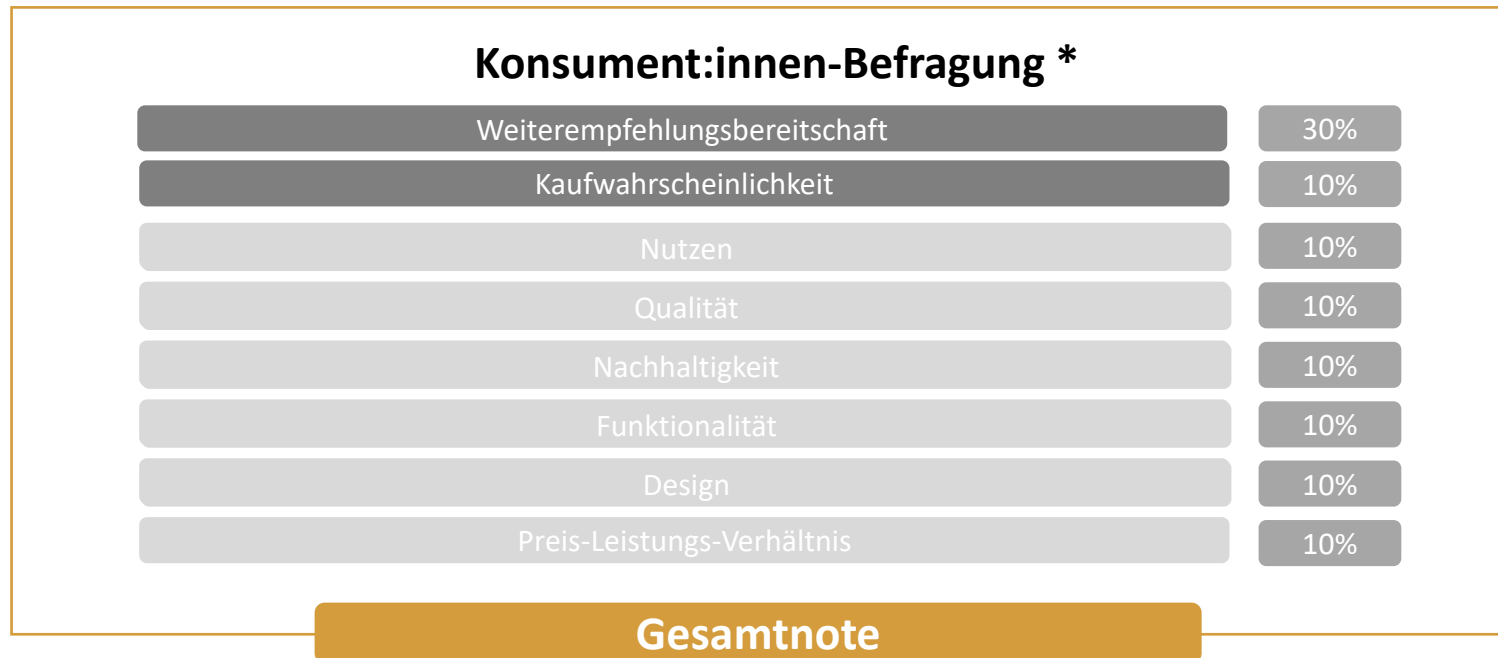 Konsument:innen-Befragung *
Weiterempfehlungsbereitschaft 30%
Kaufwahrscheinlichkeit 10%
Nutzen 10%
Qualität 10%
Nachhaltigkeit 10%
Funktionalität 10%
Design 10%
Preis-Leistungs-Verhältnis 10%
Gesamtnote